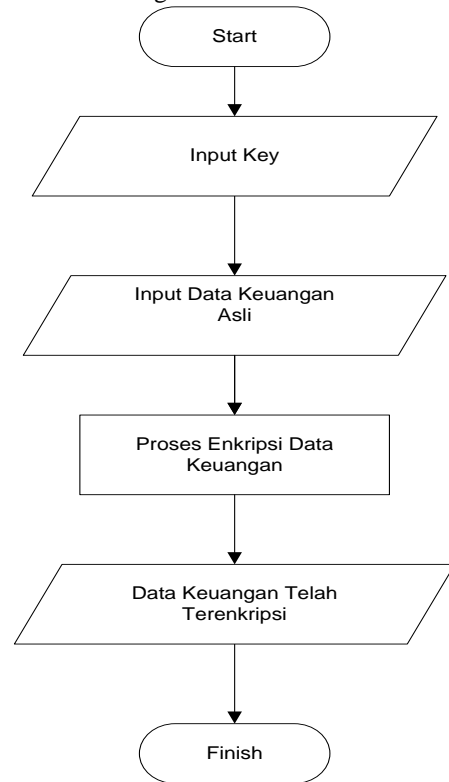 Start
Input Key
Input Data Keuangan
Asli
Proses Enkripsi Data
Keuangan
Data Keuangan Telah
Terenkripsi
Finish